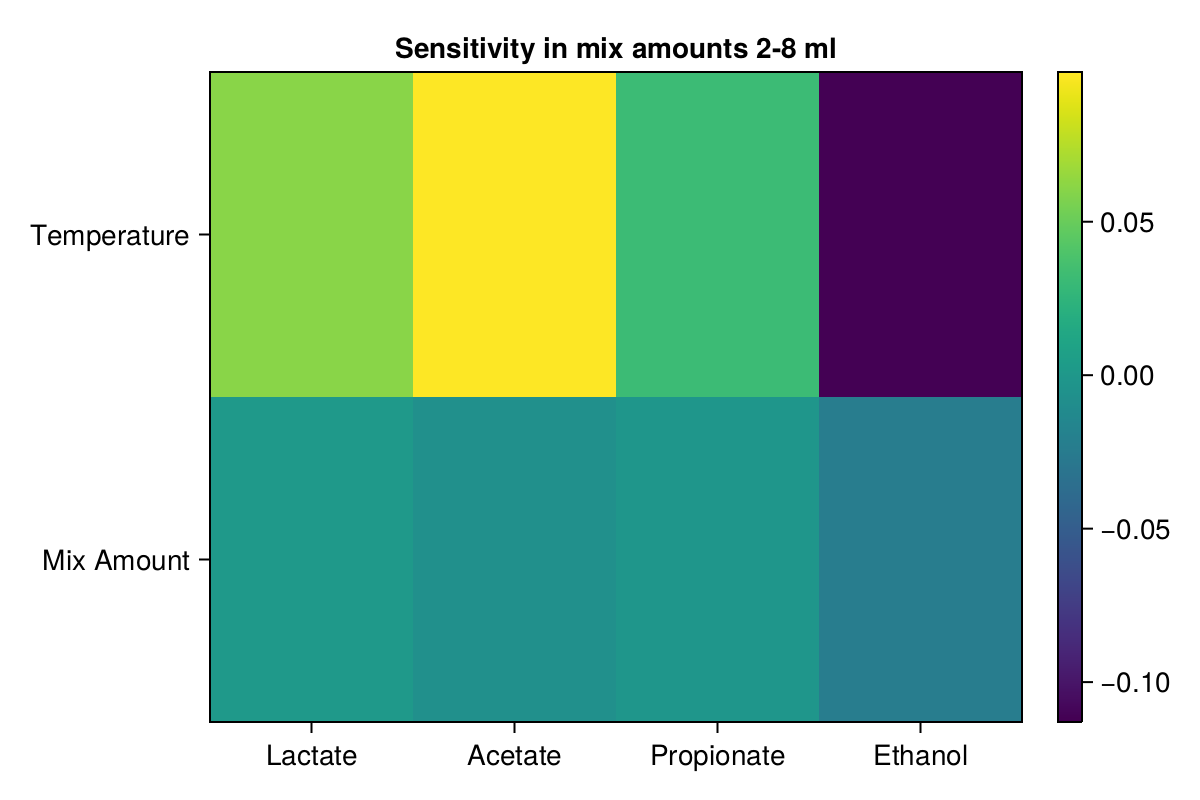 Sensitivity in mix amounts 2-8 ml
Temperature
Mix Amount
Lactate
Acetate
Propionate
Ethanol
0.05
0.00
−0.05
−0.10